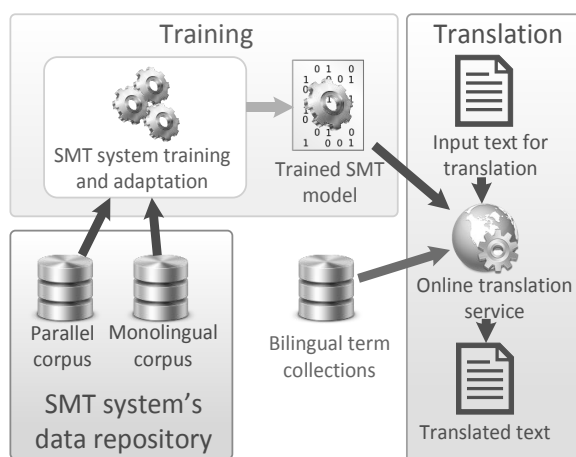 Training
SMT system training
and adaptation
Trained SMT
model
Parallel
corpus
Monolingual
corpus
SMT system’s
data repository
Bilingual term
collections
Translation
Input text for
translation
Online translation
service
Translated text